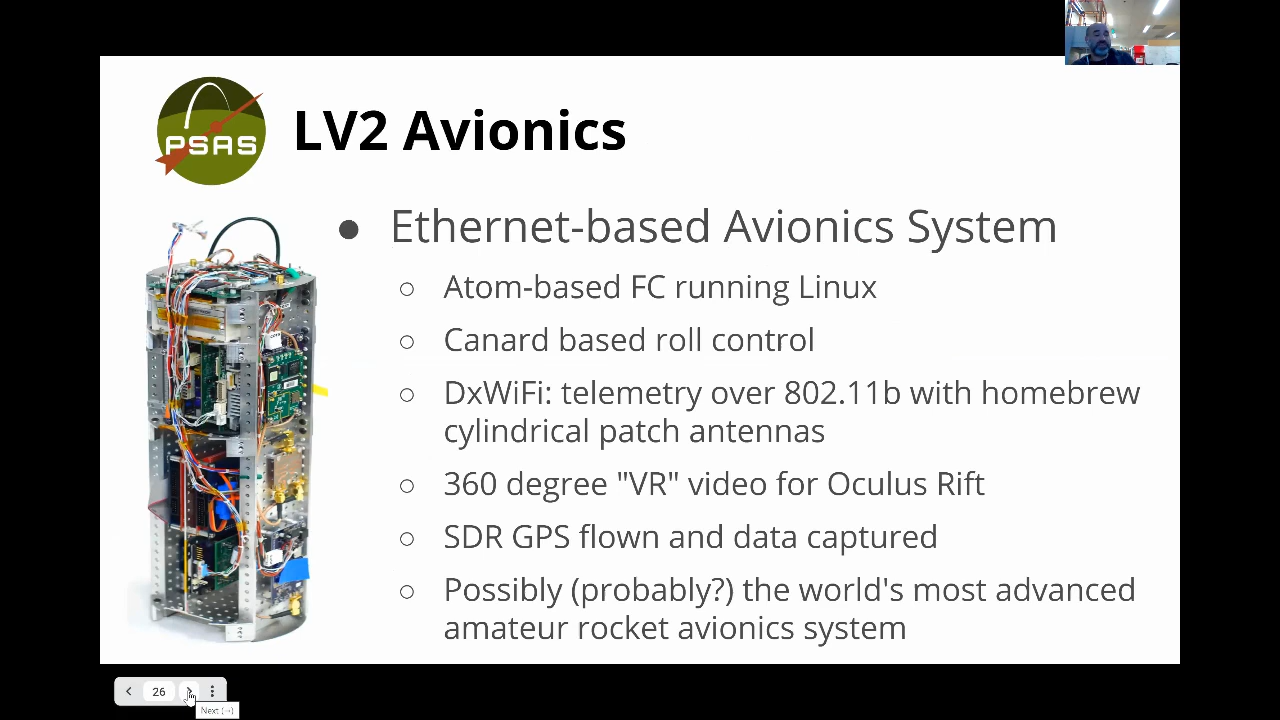 PSAS
LV2 Avionics
● Ethernet-based Avionics System
○ Atom-based FC running Linux
○ Canard based roll control
○ DxWiFi: telemetry over 802.11b with homebrew
cylindrical patch antennas
○ 360 degree "VR" video for Oculus Rift
○ SDR GPS flown and data captured
○ Possibly (probably?) the world's most advanced
amateur rocket avionics system
26
Next (→)